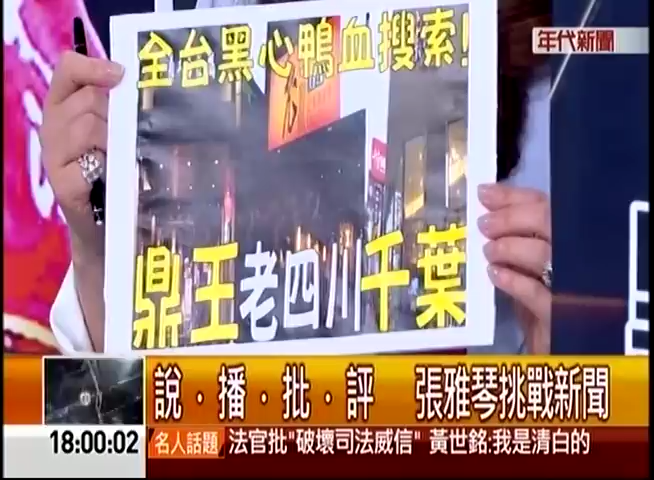 全台黑心鴨血搜索!
年代新聞
鼎王老四川千葉
說・播・批・評 張雅琴挑戰新聞
18:00:02
名人話題 法官批"破壞司法威信" 黃世銘:我是清白的